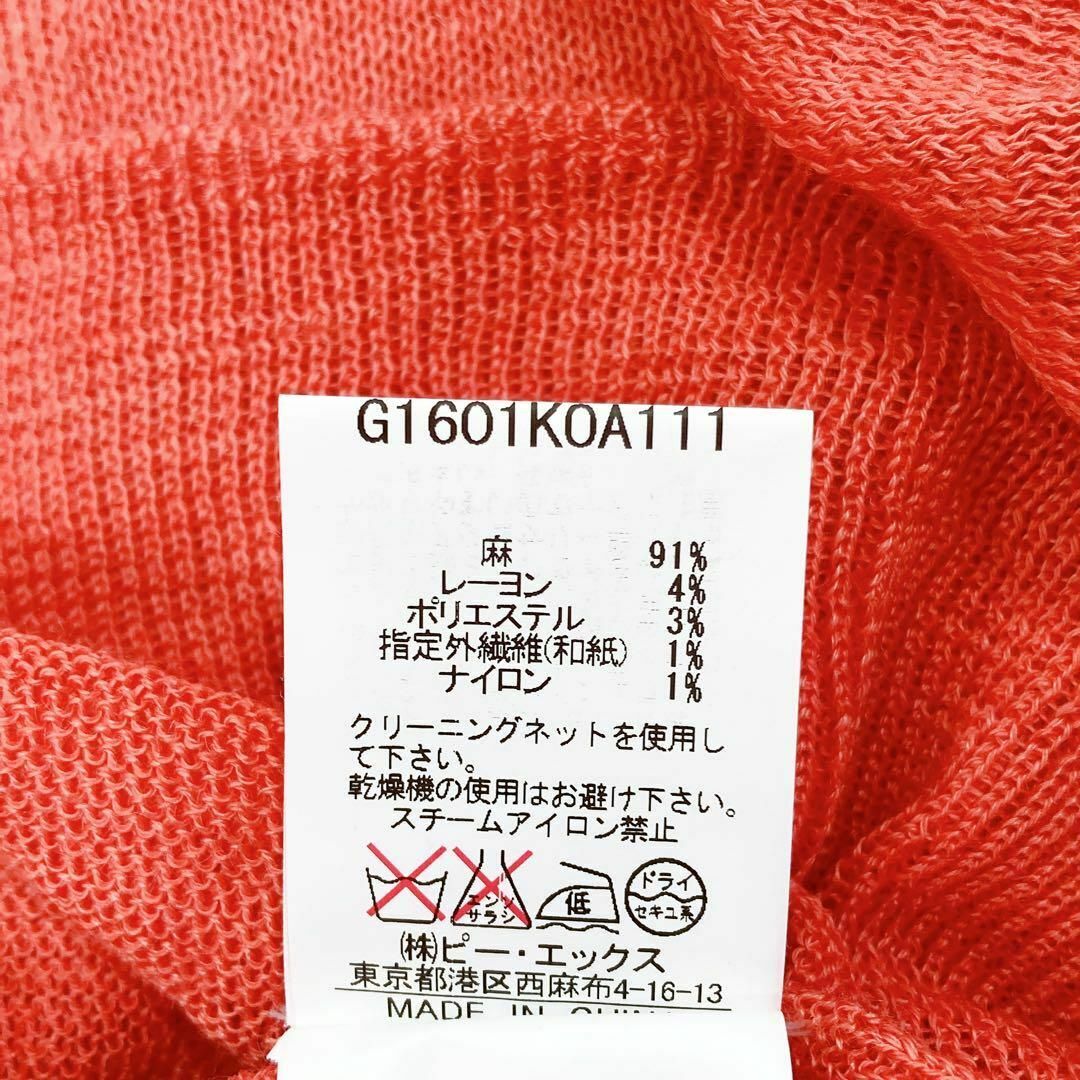 G1601KOA111
麻 91%
レーヨン 4%
ポリエステル 3%
指定外繊維(和紙) 1%
ナイロン 1%
クリーニングネットを使用し
て下さい。
乾燥機の使用はお避け下さい。
スチームアイロン禁止
エンソ
サラシ
低
ドライ
セキユ系
(株)ピー・エックス
東京都港区西麻布4-16-13
MADE IN CHINA